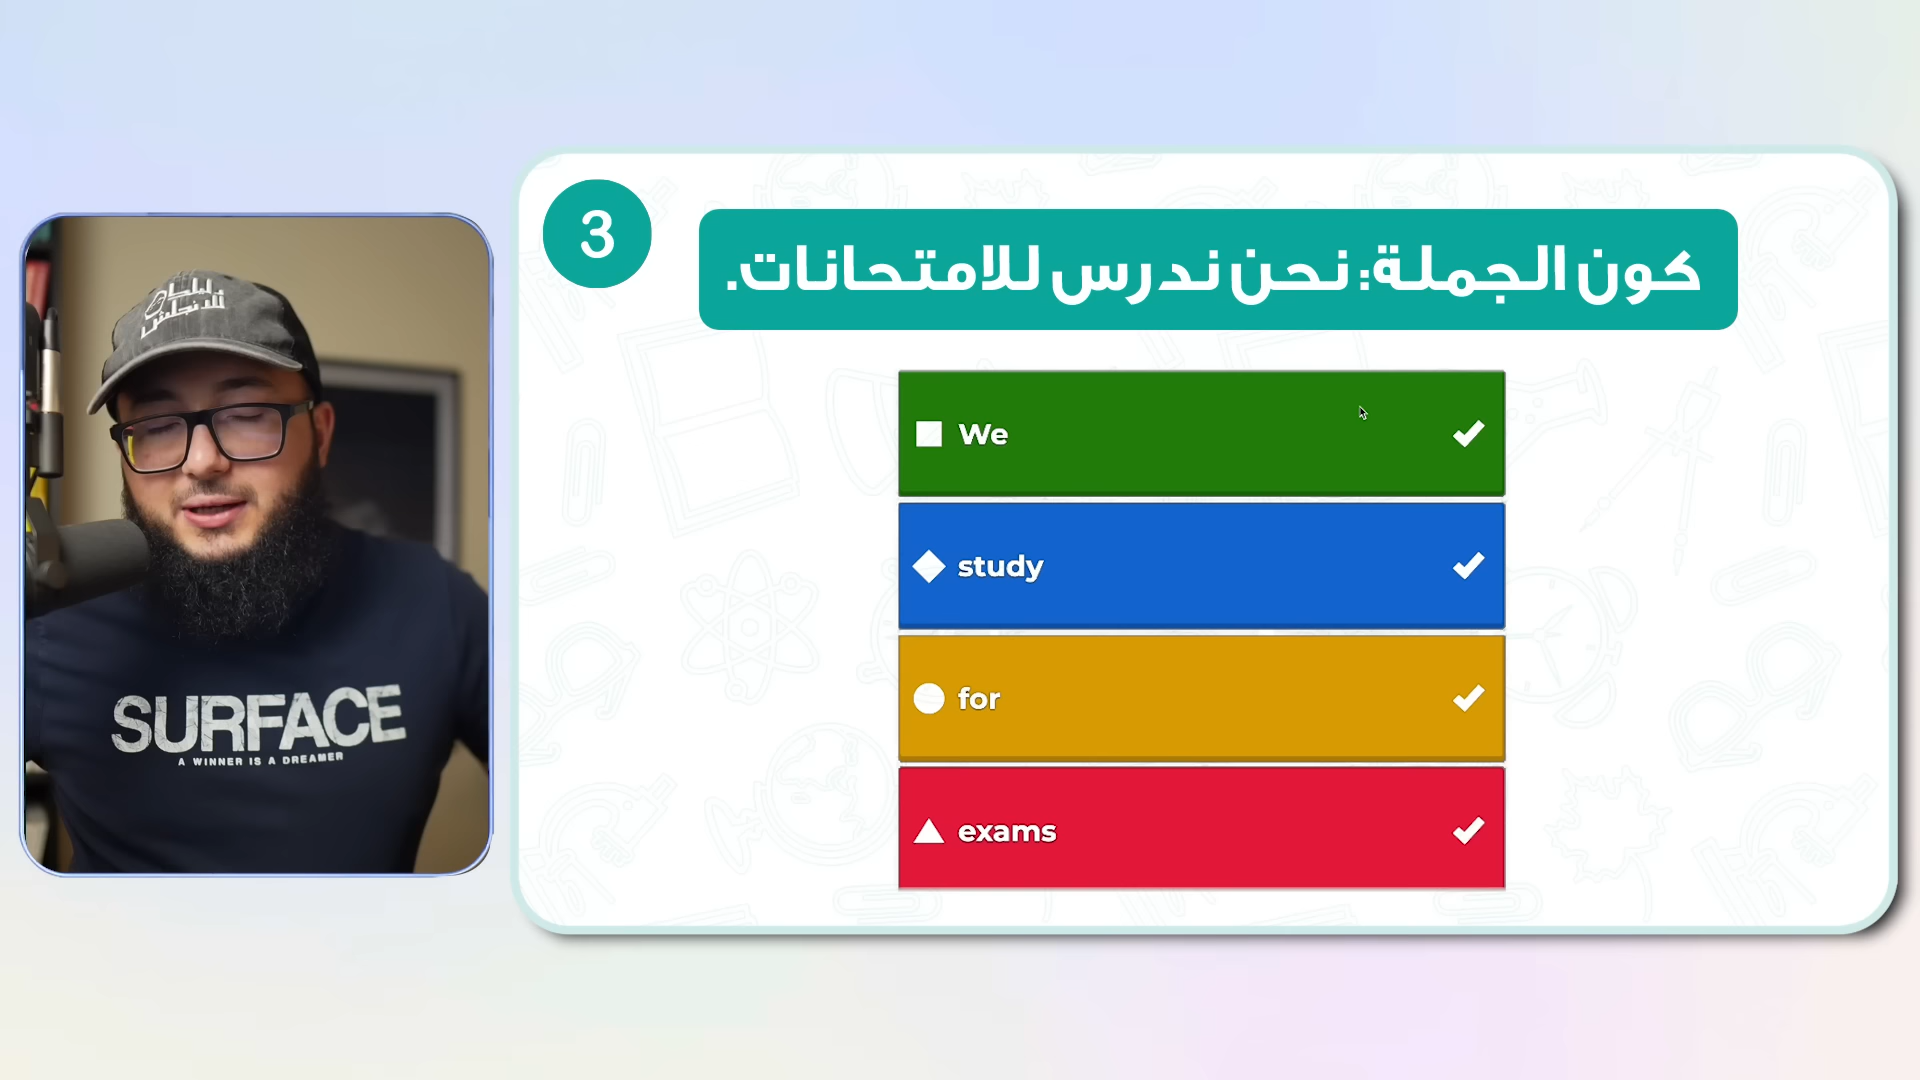 3
كون الجملة: نحن ندرس للامتحانات.
We
study
for
exams
SURFACE
A WINNER IS A DREAMER